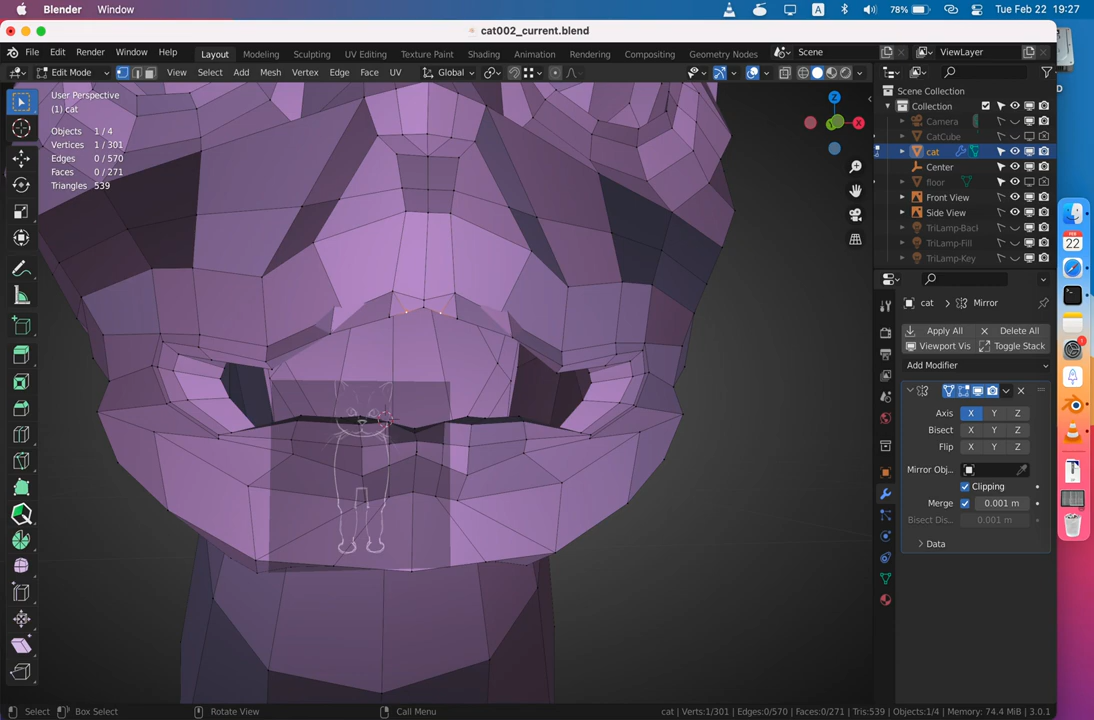 Blender Window
A 78% Tue Feb 22 19:27
cat002_current.blend
File Edit Render Window Help Layout Modeling Sculpting UV Editing Texture Paint Shading Animation Rendering Compositing Geometry Nodes Scene ViewLayer
Edit Mode View Select Add Mesh Vertex Edge Face UV Global
User Perspective
(1) cat
Objects 1 / 4
Vertices 1 / 301
Edges 0 / 570
Faces 0 / 271
Triangles 539
Z
X
Scene Collection
Collection
Camera
CatCube
cat
Center
floor
Front View
Side View
TriLamp-Back
TriLamp-Fill
TriLamp-Key
cat Mirror
Apply All Delete All
Viewport Vis Toggle Stack
Add Modifier
Axis X Y Z
Bisect X Y Z
Flip X Y Z
Mirror Obj..
Clipping
Merge 0.001 m
Bisect Dis... 0.001 m
Data
FEB
22
Select Box Select Rotate View Call Menu
cat | Verts:1/301 | Edges:0/570 | Faces:0/271 | Tris:539 | Objects:1/4 | Memory: 74.4 MiB | 3.0.1